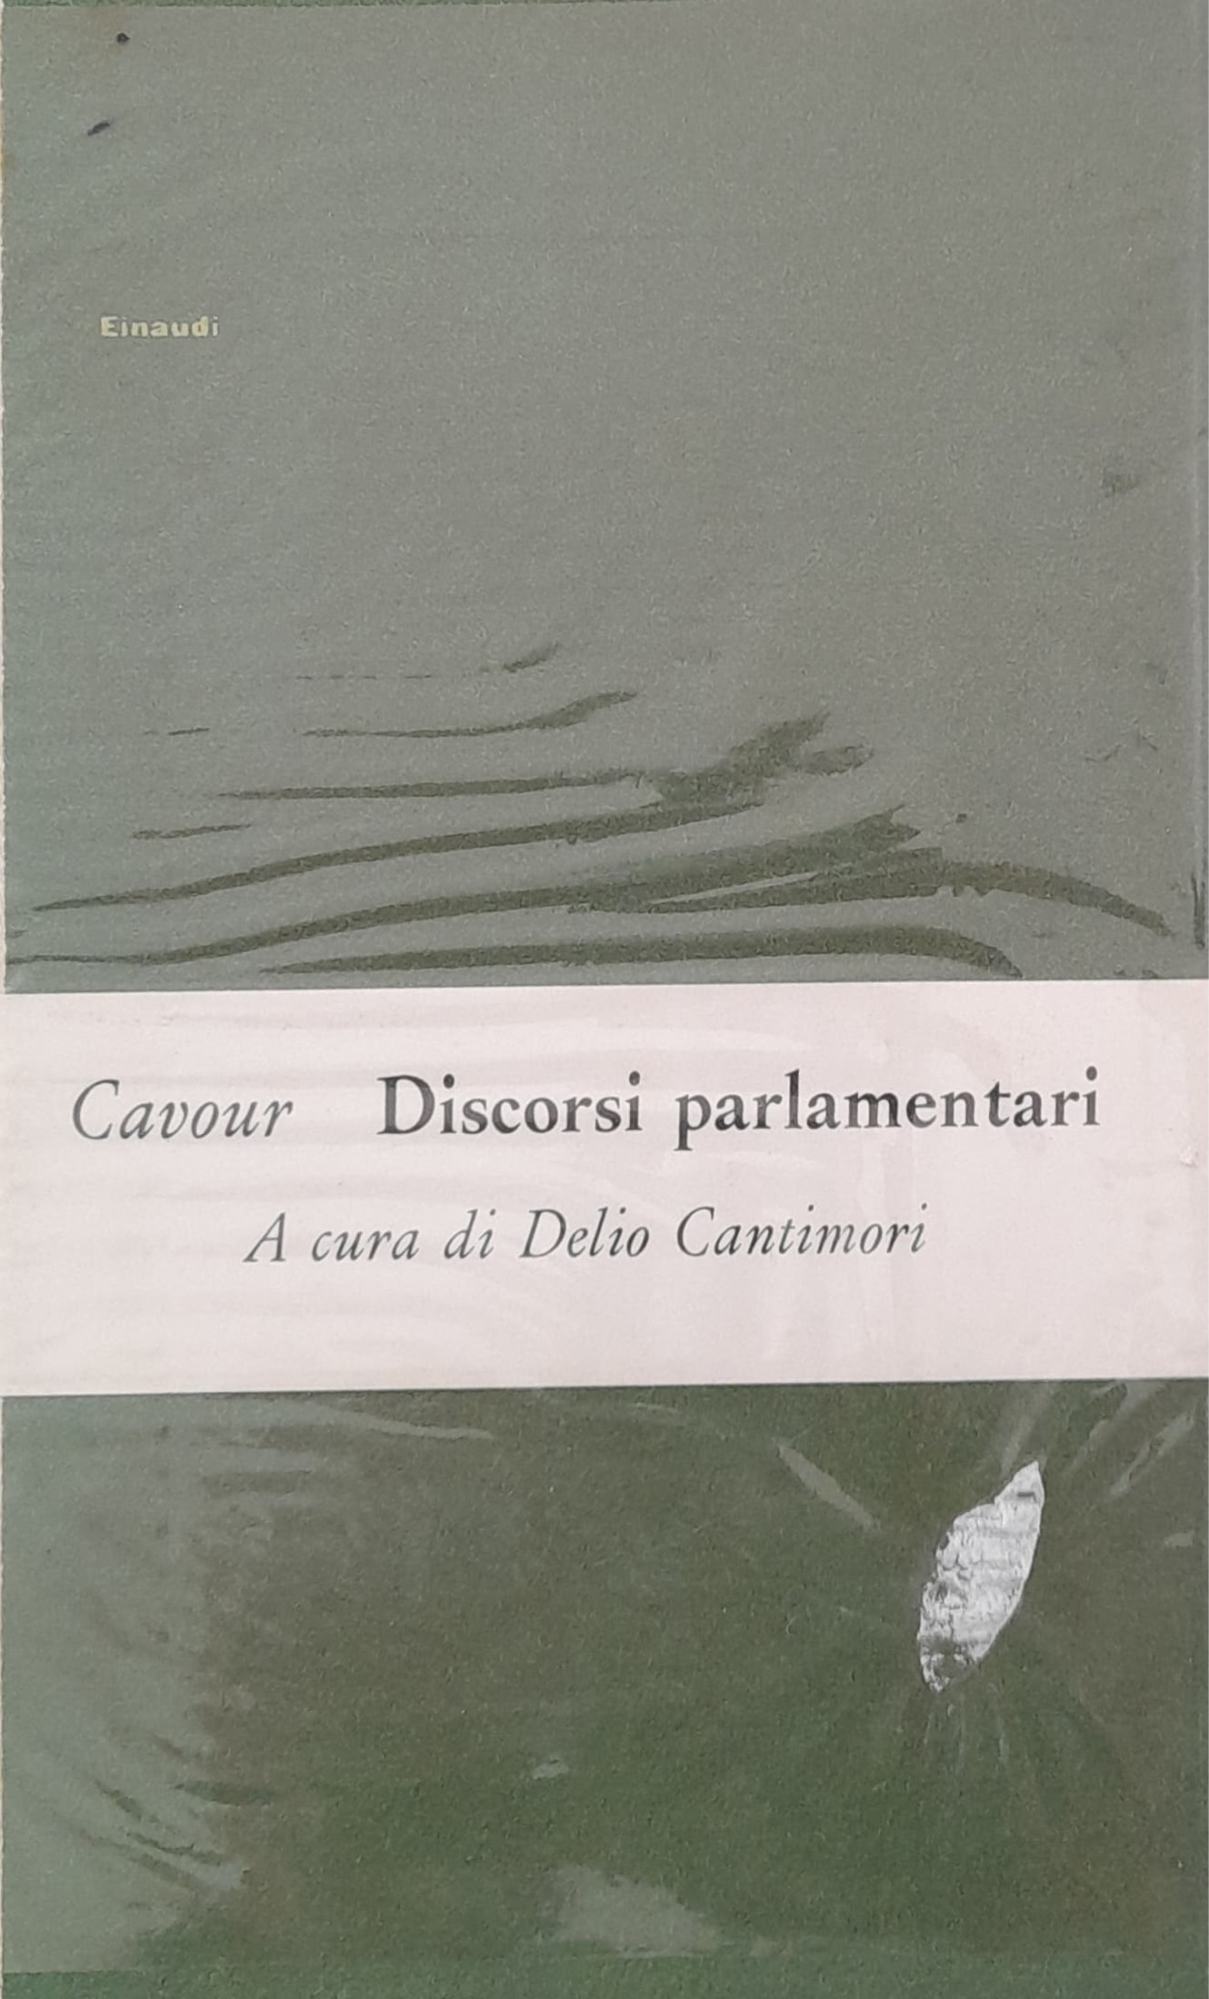 Einaudi
Cavour Discorsi parlamentari
A cura di Delio Cantimori